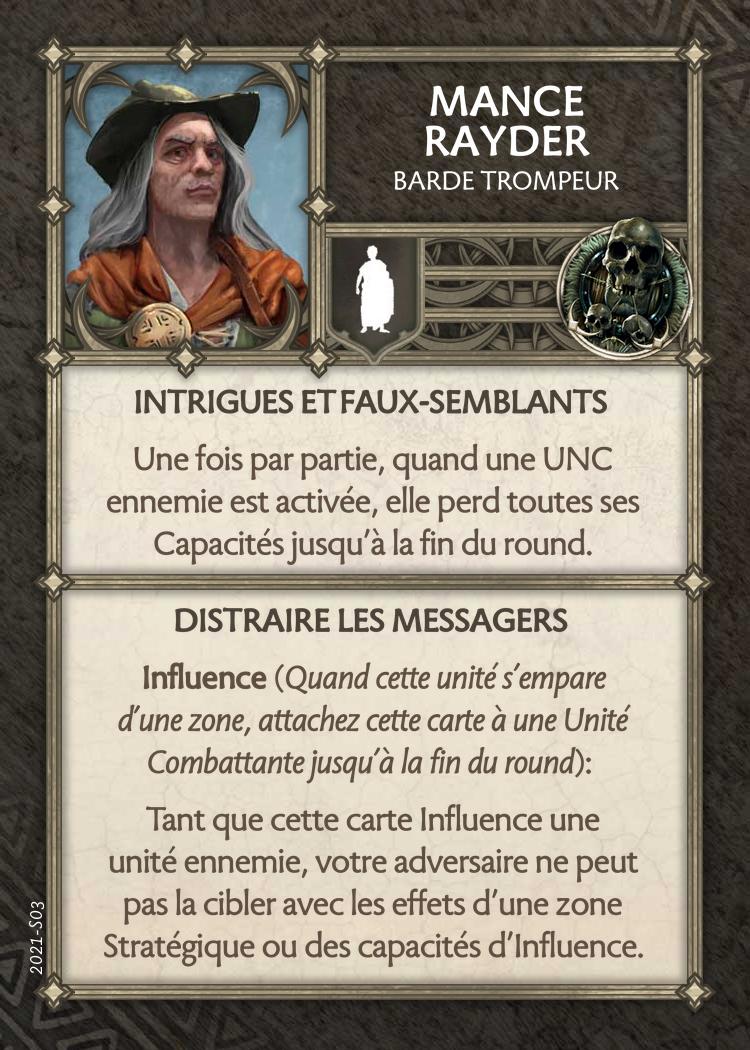 MANCE
RAYDER
BARDE TROMPEUR
INTRIGUES ET FAUX-SEMBLANTS
Une fois par partie, quand une UNC
ennemie est activée, elle perd toutes ses
Capacités jusqu'à la fin du round.
DISTRAIRE LES MESSAGERS
Influence (Quand cette unité s'empare
d'une zone, attachez cette carte à une Unité
Combattante jusqu'à la fin du round):
Tant que cette carte Influence une
unité ennemie, votre adversaire ne peut
pas la cibler avec les effets d'une zone
Stratégique ou des capacités d'Influence.
2021-S03